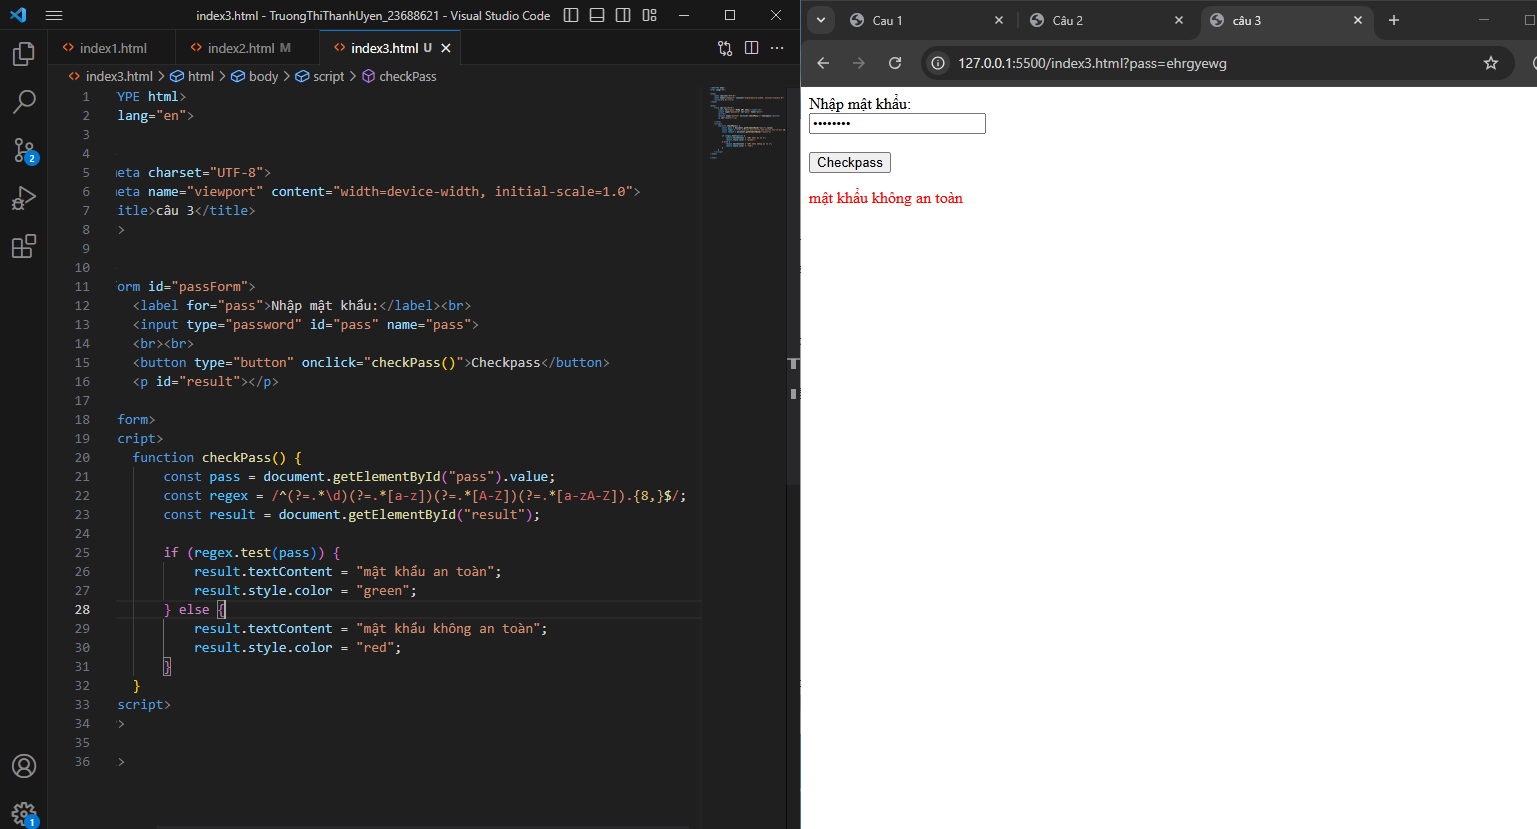 index3.html - TruongThiThanhUyen_23688621 - Visual Studio Code
index1.html
index2.html M
index3.html U
index3.html > html > body > script > checkPass
1 YPE html>
2 lang="en">
3
4
5 meta charset="UTF-8">
6 meta name="viewport" content="width=device-width, initial-scale=1.0">
7 itle>câu 3</title>
8 >
9
10
11 orm id="passForm">
12 <label for="pass">Nhập mật khẩu:</label><br>
13 <input type="password" id="pass" name="pass">
14 <br><br>
15 <button type="button" onclick="checkPass()">Checkpass</button>
16 <p id="result"></p>
17
18 form>
19 cript>
20 function checkPass() {
21 const pass = document.getElementById("pass").value;
22 const regex = /^(?=.*\d)(?=.*[a-z])(?=.*[A-Z])(?=.*[a-zA-Z]).{8,}$/;
23 const result = document.getElementById("result");
24
25 if (regex.test(pass)) {
26 result.textContent = "mật khẩu an toàn";
27 result.style.color = "green";
28 } else {
29 result.textContent = "mật khẩu không an toàn";
30 result.style.color = "red";
31 }
32 }
33 script>
34 >
35
36 >
2
1
Cau 1
Câu 2
câu 3
127.0.0.1:5500/index3.html?pass=ehrgyewg
Nhập mật khẩu:
••••••••
Checkpass
mật khẩu không an toàn